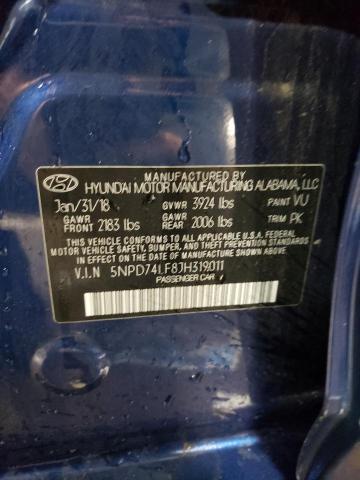 MANUFACTURED BY
HYUNDAI MOTOR MANUFACTURING ALABAMA, LLC
Jan/31/18 GVWR 3924 lbs PAINT VU
GAWR FRONT 2183 lbs GAWR REAR 2006 lbs TRIM PK
THIS VEHICLE CONFORMS TO ALL APPLICABLE U.S.A. FEDERAL
MOTOR VEHICLE SAFETY, BUMPER, AND THEFT PREVENTION STANDARDS
IN EFFECT ON THE DATE OF MANUFACTURE SHOWN ABOVE.
V.I.N 5NPD74LF8JH319011
PASSENGER CAR